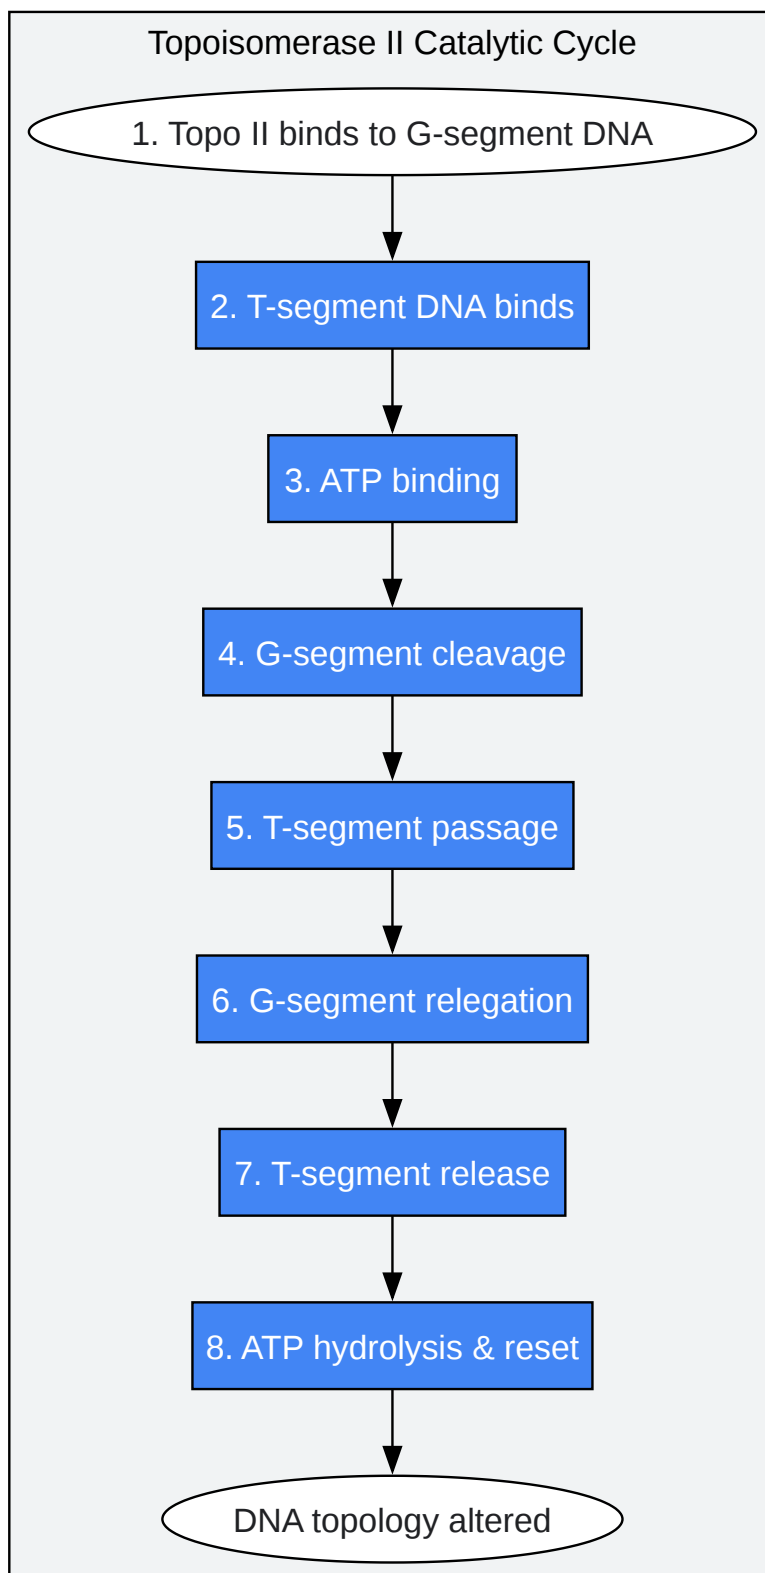 Topoisomerase II Catalytic Cycle
1. Topo II binds to G-segment DNA
2. T-segment DNA binds
3. ATP binding
4. G-segment cleavage
5. T-segment passage
6. G-segment relegation
7. T-segment release
8. ATP hydrolysis & reset
DNA topology altered